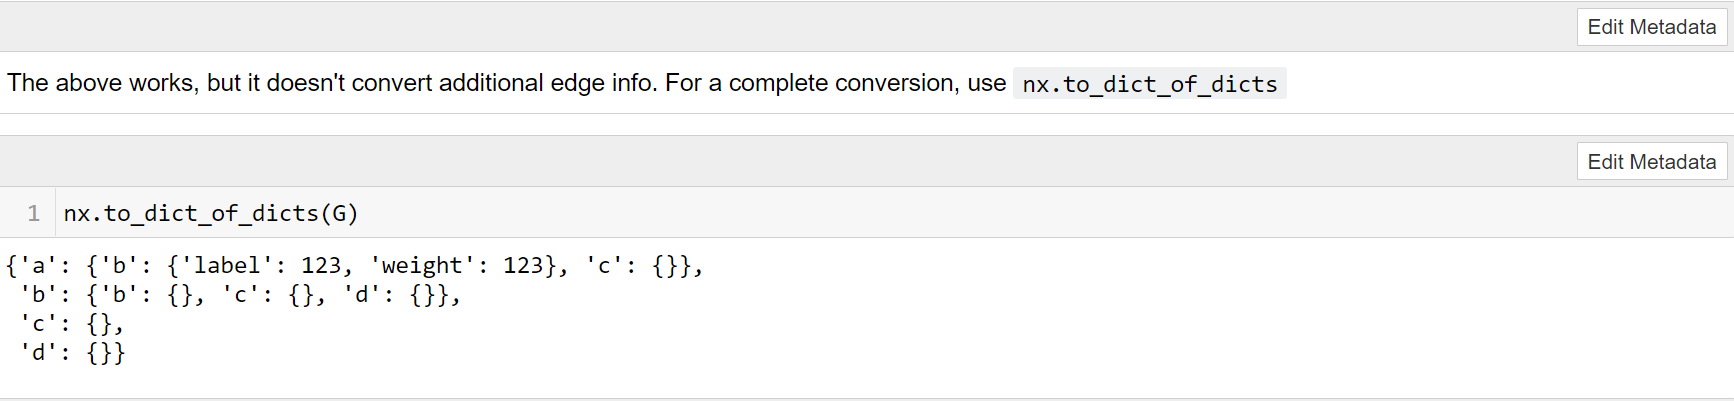 Edit Metadata
The above works, but it doesn't convert additional edge info. For a complete conversion, use nx.to_dict_of_dicts
Edit Metadata
1 nx.to_dict_of_dicts(G)
{'a': {'b': {'label': 123, 'weight': 123}, 'c': {}},
 'b': {'b': {}, 'c': {}, 'd': {}},
 'c': {},
 'd': {}}